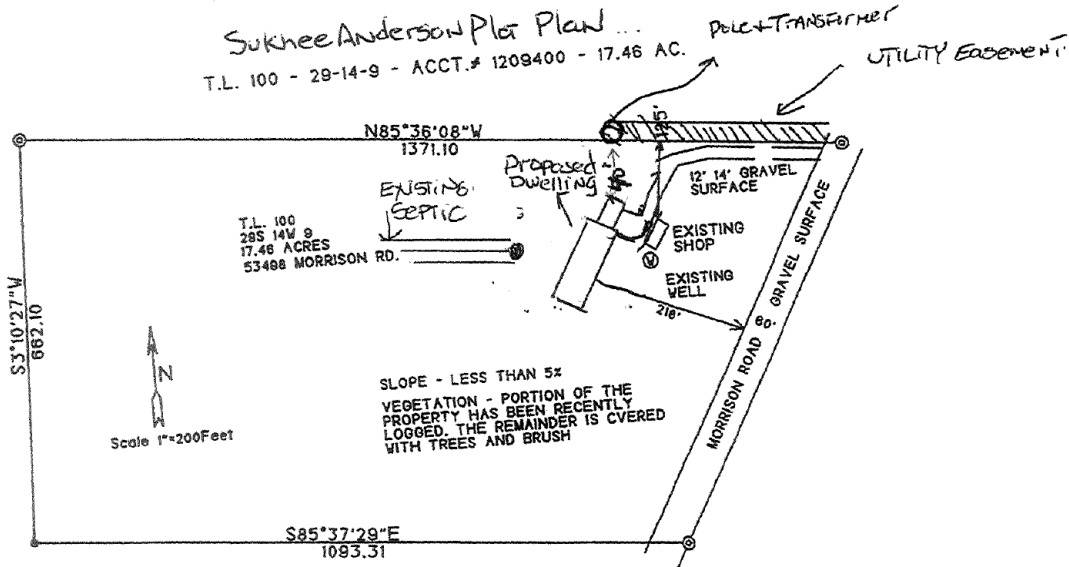 Suknee Anderson Plot Plan ...
Pole + Transformer
UTILITY EASEMENT
T.L. 100 - 29-14-9 - ACCT.# 1209400 - 17.46 AC.
N85°36'08"W
1371.10
125'
Proposed
Dwelling
12' 14' GRAVEL
SURFACE
EXISTING
SEPTIC
T.L. 100
29S 14W 9
17.46 ACRES
53498 MORRISON RD.
EXISTING
SHOP
W
EXISTING
WELL
218'
60'
GRAVEL SURFACE
MORRISON ROAD
S3°10'27"W
662.10
N
Scale 1"=200Feet
SLOPE - LESS THAN 5%
VEGETATION - PORTION OF THE
PROPERTY HAS BEEN RECENTLY
LOGGED. THE REMAINDER IS CVERED
WITH TREES AND BRUSH
S85°37'29"E
1093.31